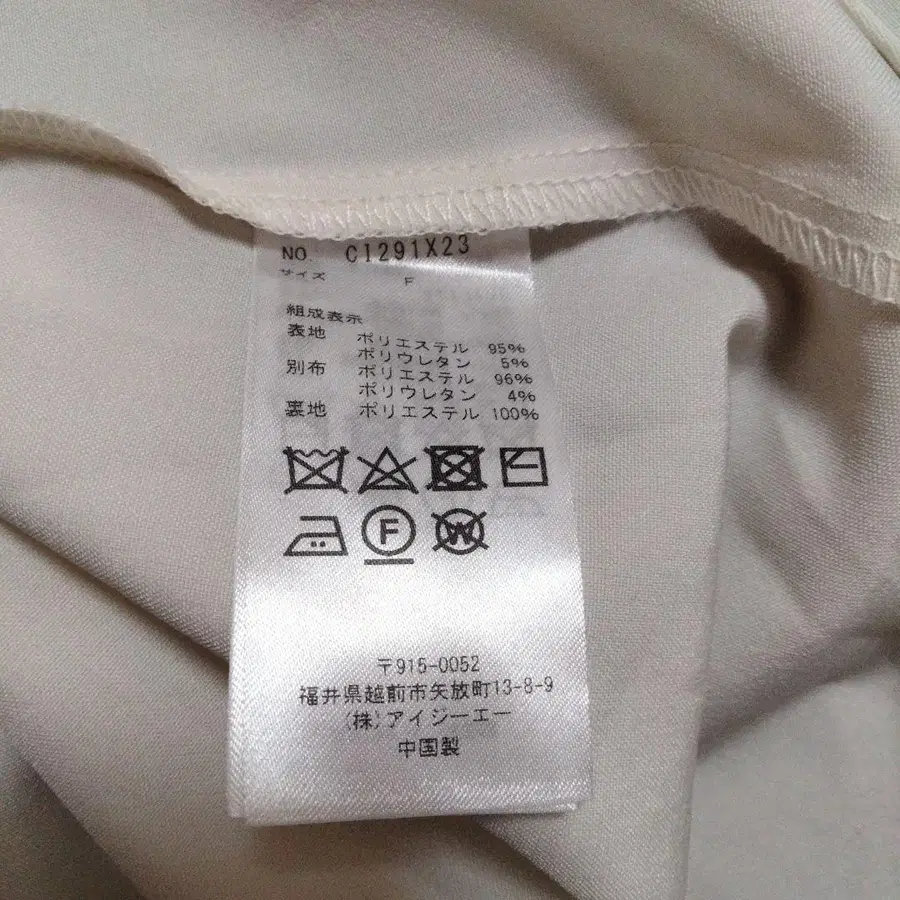 NO. CI291X23
サイズ F
組成表示
表地 ポリエステル 95%
ポリウレタン 5%
別布 ポリエステル 96%
ポリウレタン 4%
裏地 ポリエステル 100%
F
W
〒915-0052
福井県越前市矢放町13-8-9
(株)アイジーエー
中国製